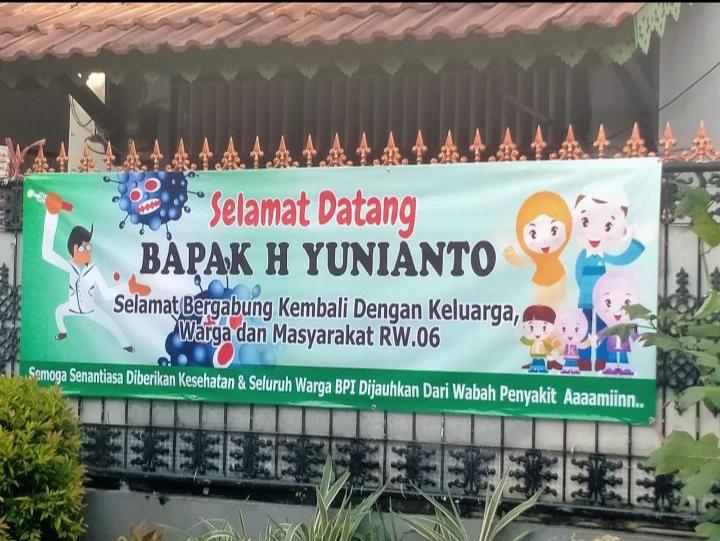 Selamat Datang
BAPAK H YUNIANTO
Selamat Bergabung Kembali Dengan Keluarga,
Warga dan Masyarakat RW.06
Semoga Senantiasa Diberikan Kesehatan & Seluruh Warga BPI Dijauhkan Dari Wabah Penyakit Aaaamiinn..